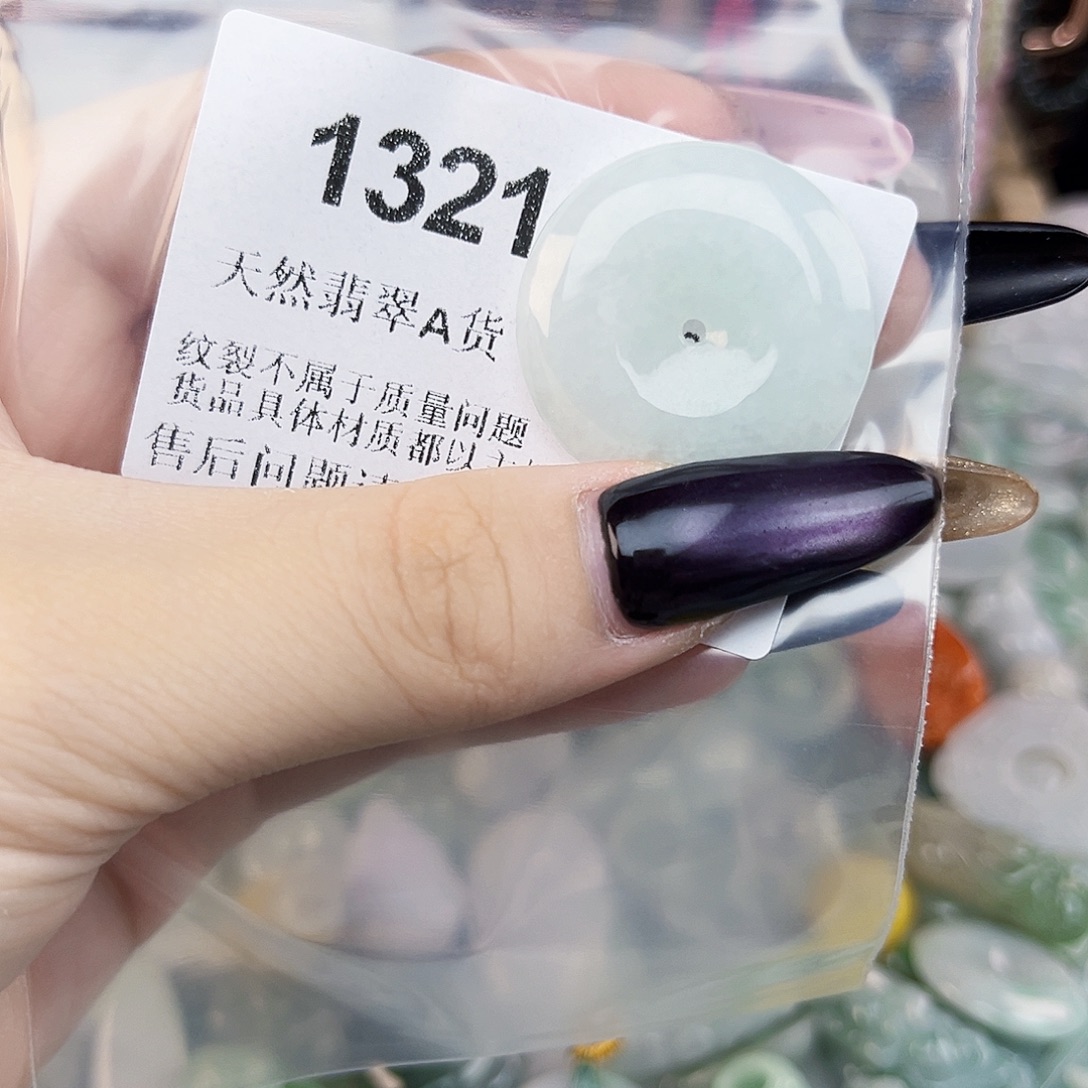 1321
天然翡翠A货
纹裂不属于质量问题
货品具体材质都以
售后问题